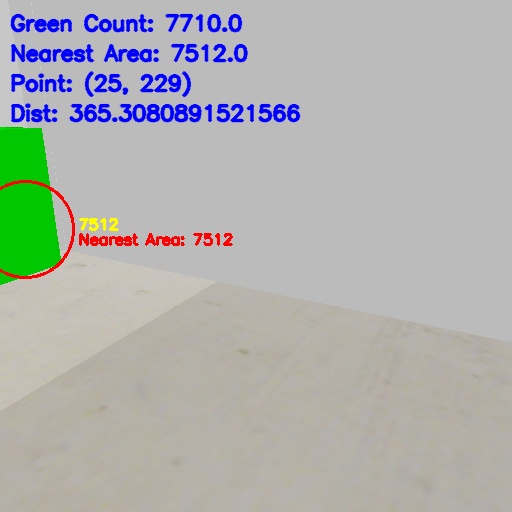 Green Count: 7710.0
Nearest Area: 7512.0
Point: (25, 229)
Dist: 365.3080891521566
7512
Nearest Area: 7512